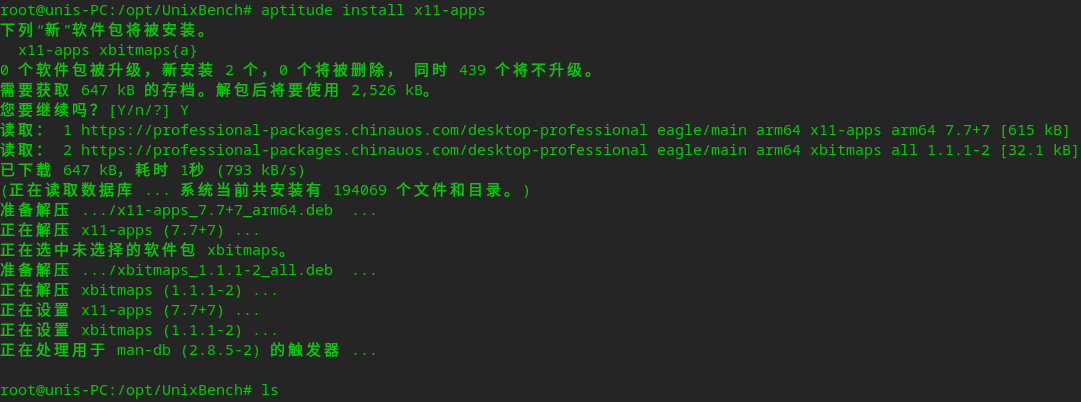 root@unis-PC:/opt/UnixBench# aptitude install x11-apps
下列“新”软件包将被安装。
  x11-apps xbitmaps{a}
0 个软件包被升级，新安装 2 个，0 个将被删除， 同时 439 个将不升级。
需要获取 647 kB 的存档。解包后将要使用 2,526 kB。
您要继续吗？[Y/n/?] Y
读取： 1 https://professional-packages.chinauos.com/desktop-professional eagle/main arm64 x11-apps arm64 7.7+7 [615 kB]
读取： 2 https://professional-packages.chinauos.com/desktop-professional eagle/main arm64 xbitmaps all 1.1.1-2 [32.1 kB]
已下载 647 kB，耗时 1秒 (793 kB/s)
(正在读取数据库 ... 系统当前共安装有 194069 个文件和目录。)
准备解压 .../x11-apps_7.7+7_arm64.deb  ...
正在解压 x11-apps (7.7+7) ...
正在选中未选择的软件包 xbitmaps。
准备解压 .../xbitmaps_1.1.1-2_all.deb  ...
正在解压 xbitmaps (1.1.1-2) ...
正在设置 x11-apps (7.7+7) ...
正在设置 xbitmaps (1.1.1-2) ...
正在处理用于 man-db (2.8.5-2) 的触发器 ...
root@unis-PC:/opt/UnixBench# ls